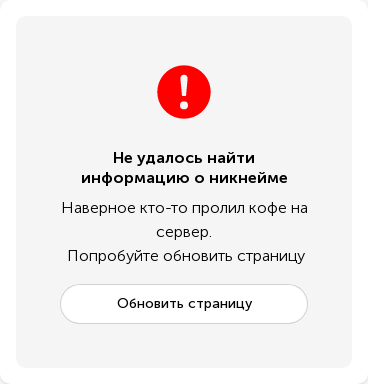 Не удалось найти
информацию о никнейме
Наверное кто-то пролил кофе на
сервер.
Попробуйте обновить страницу
Обновить страницу